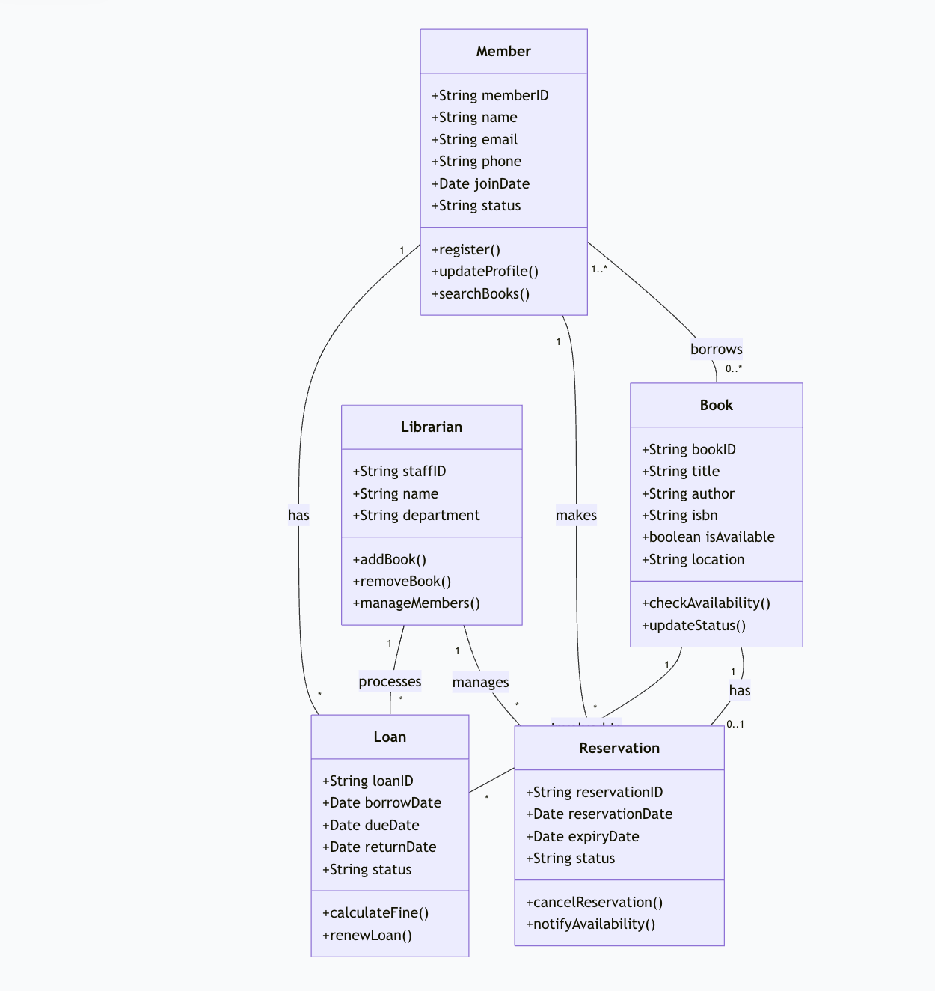 Member
+String memberID
+String name
+String email
+String phone
+Date joinDate
+String status
+register()
+updateProfile()
+searchBooks()
1
1..*
1
borrows
0..*
Librarian
+String staffID
+String name
+String department
+addBook()
+removeBook()
+manageMembers()
Book
+String bookID
+String title
+String author
+String isbn
+boolean isAvailable
+String location
+checkAvailability()
+updateStatus()
has
makes
1
1
1
1
processes
manages
has
*
*
*
*
0..1
Loan
+String loanID
+Date borrowDate
+Date dueDate
+Date returnDate
+String status
+calculateFine()
+renewLoan()
*
Reservation
+String reservationID
+Date reservationDate
+Date expiryDate
+String status
+cancelReservation()
+notifyAvailability()